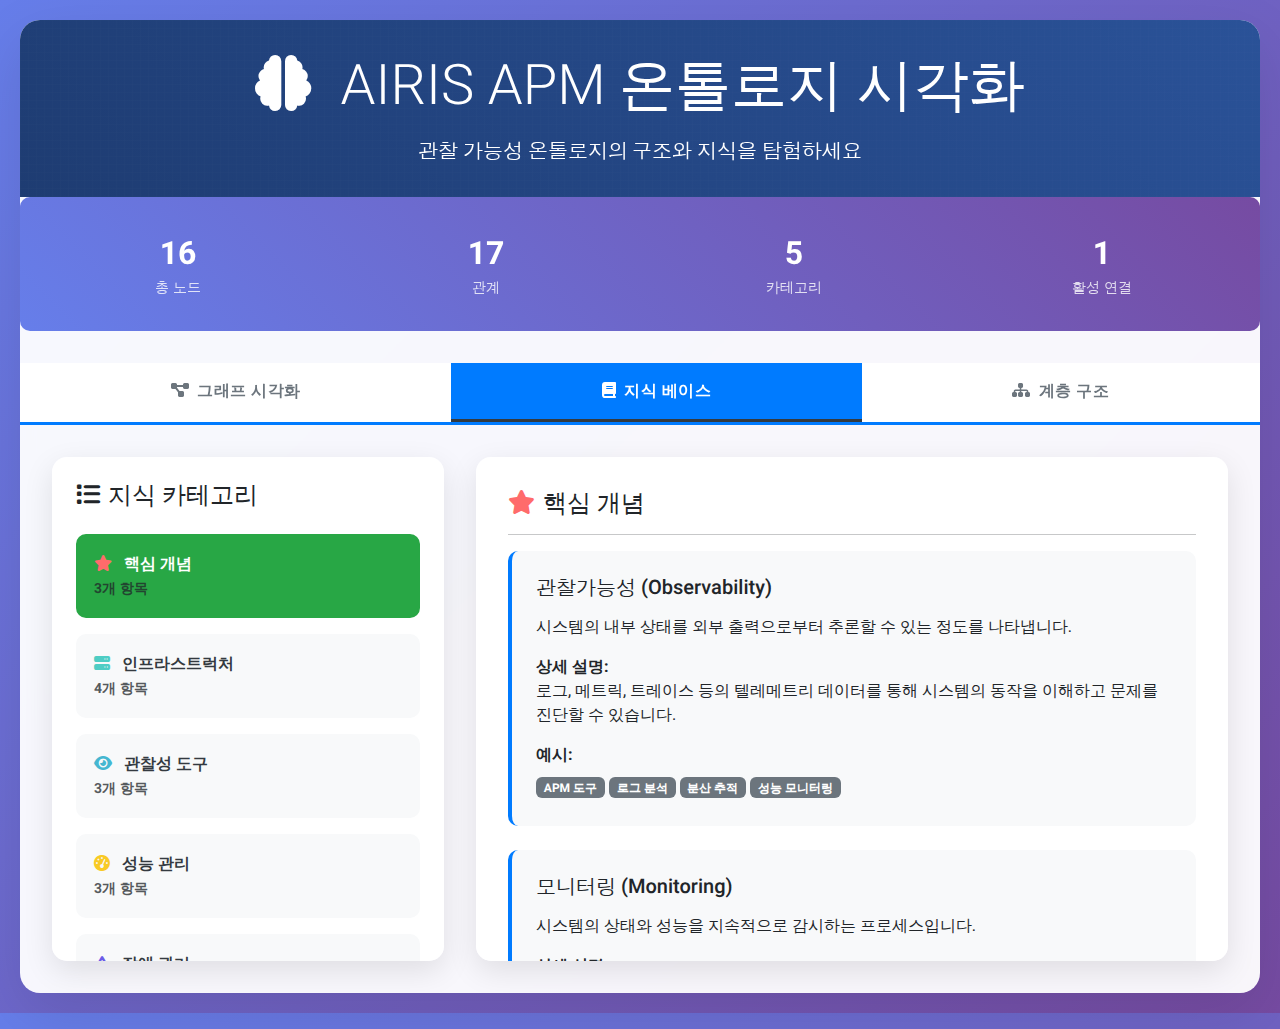 AIRIS APM 온톨로지 시각화
관찰 가능성 온톨로지의 구조와 지식을 탐험하세요
16
총 노드
17
관계
5
카테고리
1
활성 연결
그래프 시각화
지식 베이스
계층 구조
지식 카테고리
핵심 개념
3개 항목
인프라스트럭처
4개 항목
관찰성 도구
3개 항목
성능 관리
3개 항목
핵심 개념
관찰가능성 (Observability)
시스템의 내부 상태를 외부 출력으로부터 추론할 수 있는 정도를 나타냅니다.
상세 설명:
로그, 메트릭, 트레이스 등의 텔레메트리 데이터를 통해 시스템의 동작을 이해하고 문제를
진단할 수 있습니다.
예시:
APM 도구 로그 분석 분산 추적 성능 모니터링
모니터링 (Monitoring)
시스템의 상태와 성능을 지속적으로 감시하는 프로세스입니다.